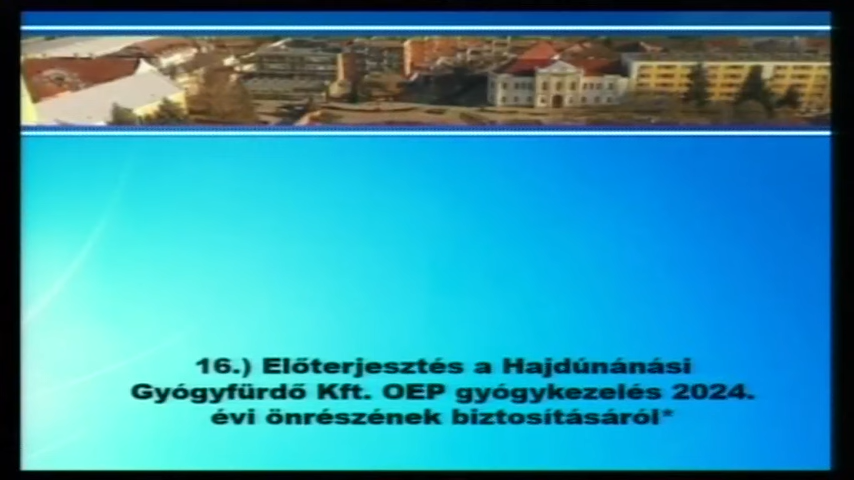 16.) Előterjesztés a Hajdúnánási
Gyógyfürdő Kft. OEP gyógykezelés 2024.
évi önrészének biztosításáról*